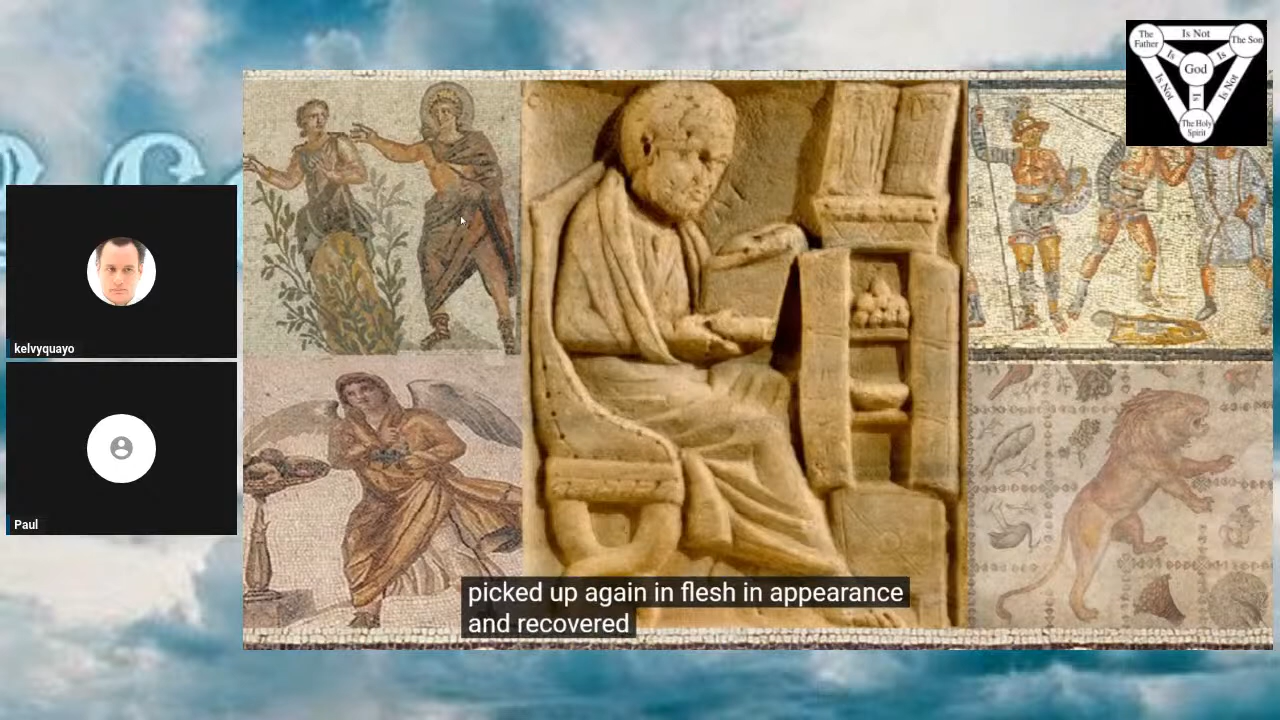 The Father
Is Not
The Son
Is
Is
God
Is Not
Is
Is Not
The Holy
Spirit
kelvyquayo
Paul
picked up again in flesh in appearance
and recovered